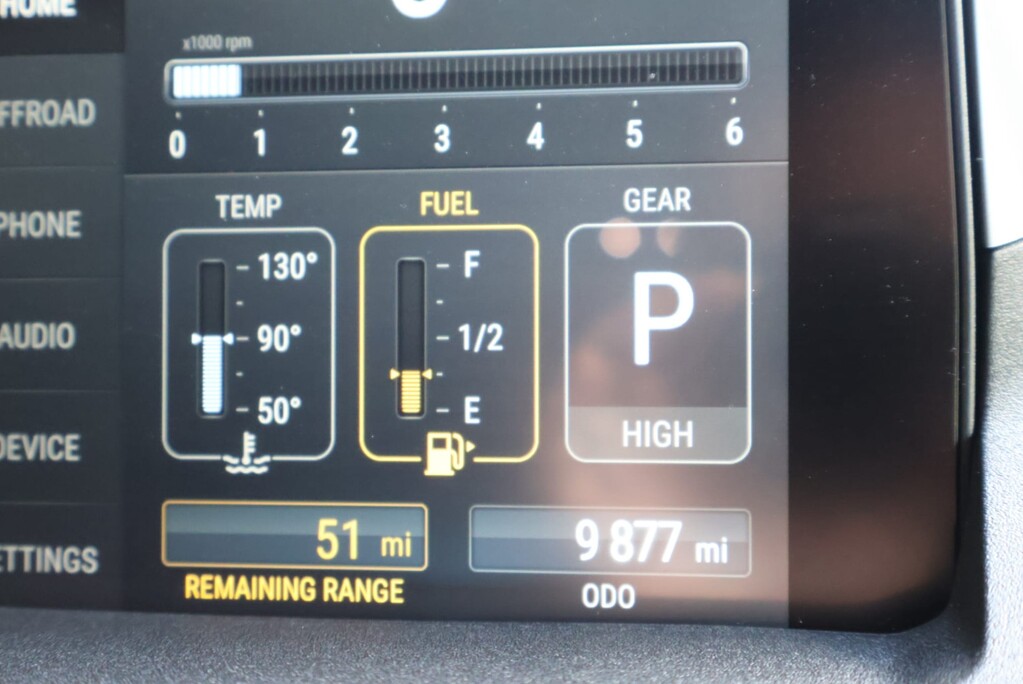 HOME
x1000 rpm
0 1 2 3 4 5 6
FFROAD
PHONE
AUDIO
DEVICE
ETTINGS
TEMP
130°
90°
50°
FUEL
F
1/2
E
GEAR
P
HIGH
51 mi
REMAINING RANGE
9 877 mi
ODO